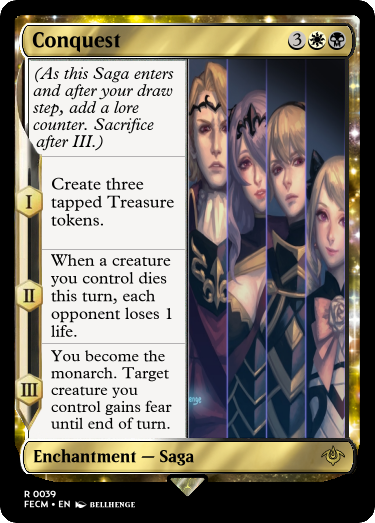 Conquest 3
(As this Saga enters
and after your draw
step, add a lore
counter. Sacrifice
after III.)
I
Create three
tapped Treasure
tokens.
II
When a creature
you control dies
this turn, each
opponent loses 1
life.
III
You become the
monarch. Target
creature you
control gains fear
until end of turn.
Enchantment — Saga
R 0039
FECM • EN BELLHENGE